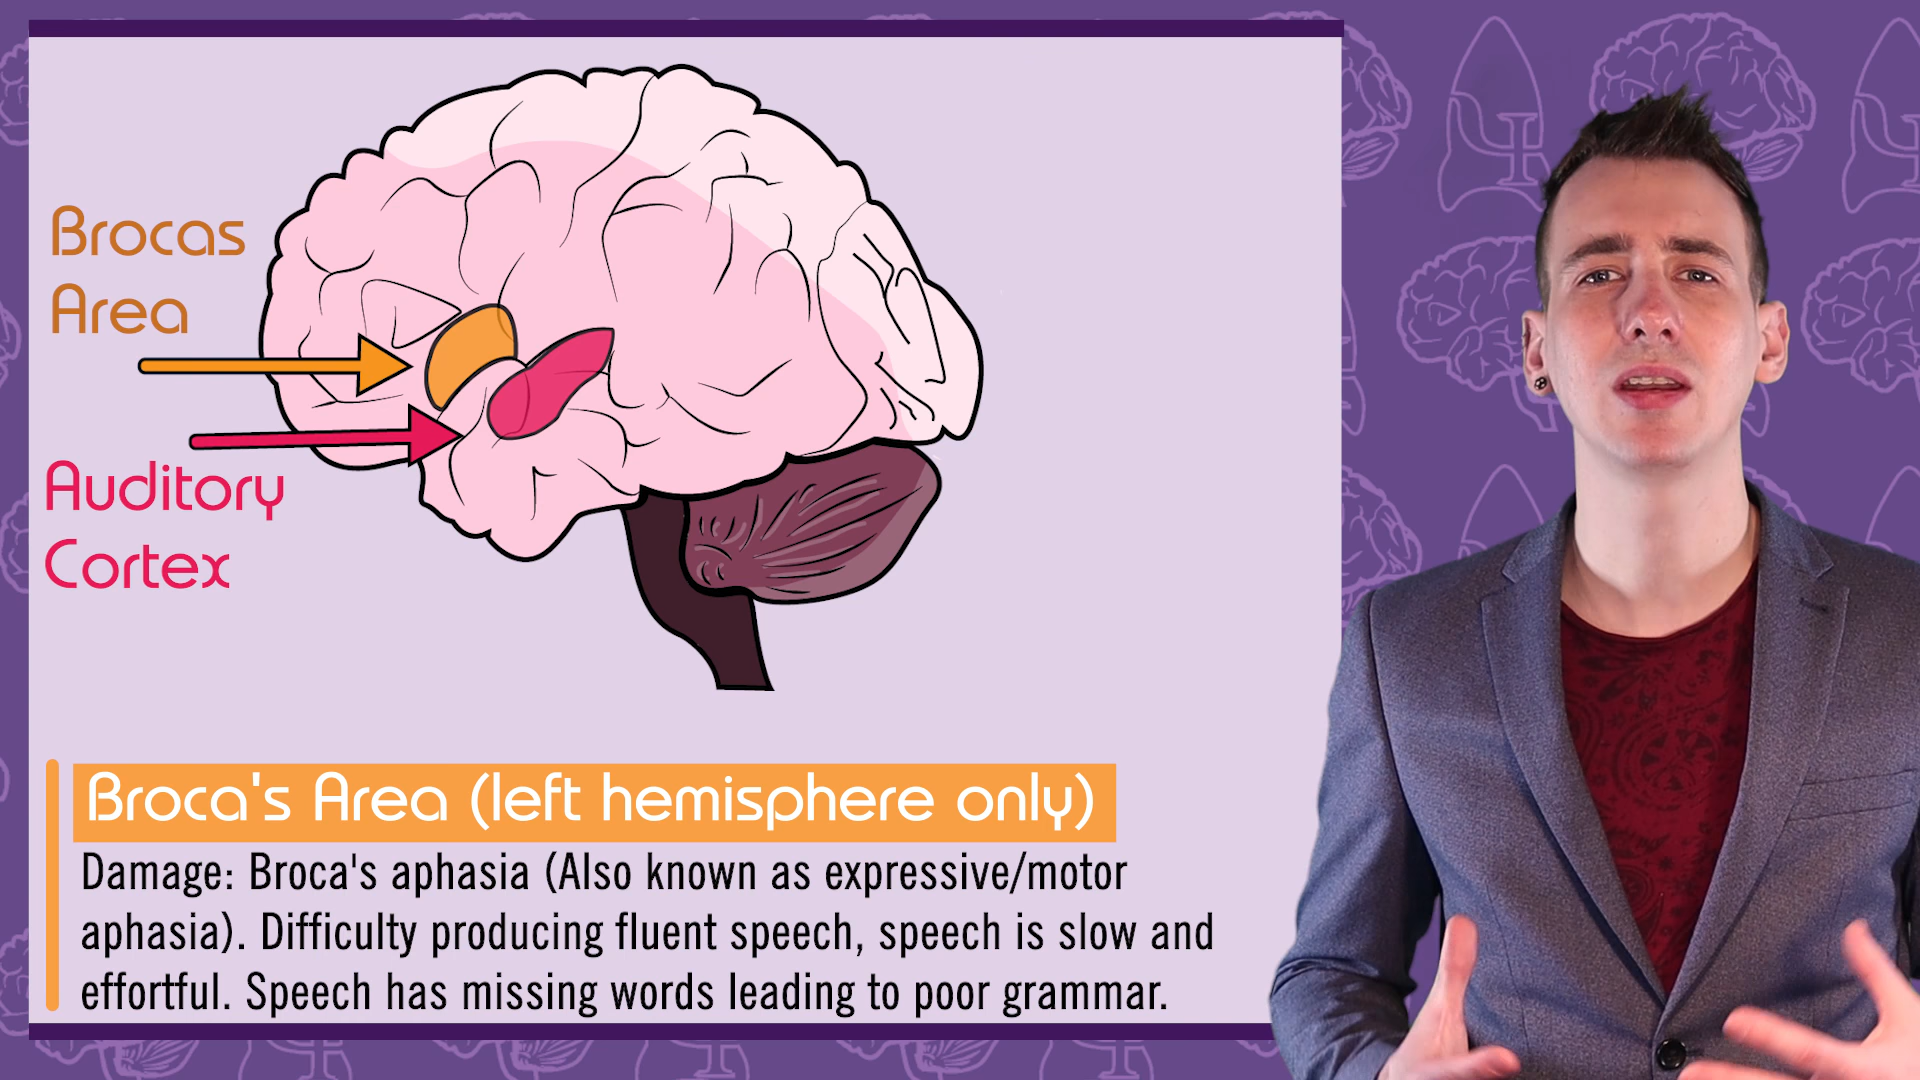 Brocas
Area
Auditory
Cortex
Broca's Area (left hemisphere only)
Damage: Broca's aphasia (Also known as expressive/motor
aphasia). Difficulty producing fluent speech, speech is slow and
effortful. Speech has missing words leading to poor grammar.